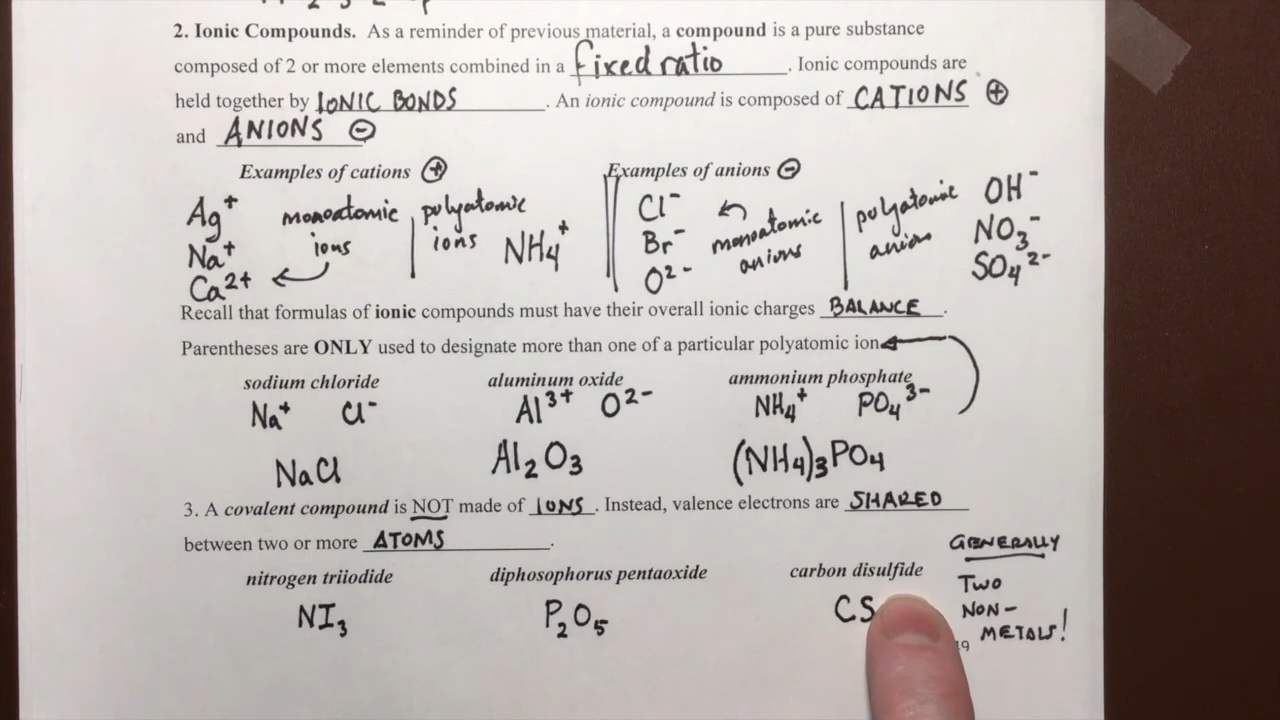 2. Ionic Compounds. As a reminder of previous material, a compound is a pure substance
composed of 2 or more elements combined in a fixed ratio. Ionic compounds are
held together by IONIC BONDS. An ionic compound is composed of CATIONS ⊕
and ANIONS ⊖
Examples of cations ⊕ Examples of anions ⊖
Ag⁺ monoatomic polyatomic Cl⁻ monoatomic polyatomic OH⁻
Na⁺ ions ions NH₄⁺ Br⁻ anions anions NO₃⁻
Ca²⁺ O²⁻ SO₄²⁻
Recall that formulas of ionic compounds must have their overall ionic charges BALANCE.
Parentheses are ONLY used to designate more than one of a particular polyatomic ion
sodium chloride aluminum oxide ammonium phosphate
Na⁺ Cl⁻ Al³⁺ O²⁻ NH₄⁺ PO₄³⁻
NaCl Al₂O₃ (NH₄)₃PO₄
3. A covalent compound is NOT made of IONS. Instead, valence electrons are SHARED
between two or more ATOMS.
GENERALLY
nitrogen triiodide diphosophorus pentaoxide carbon disulfide
TWO
NI₃ P₂O₅ CS
NON-
METALS!
19